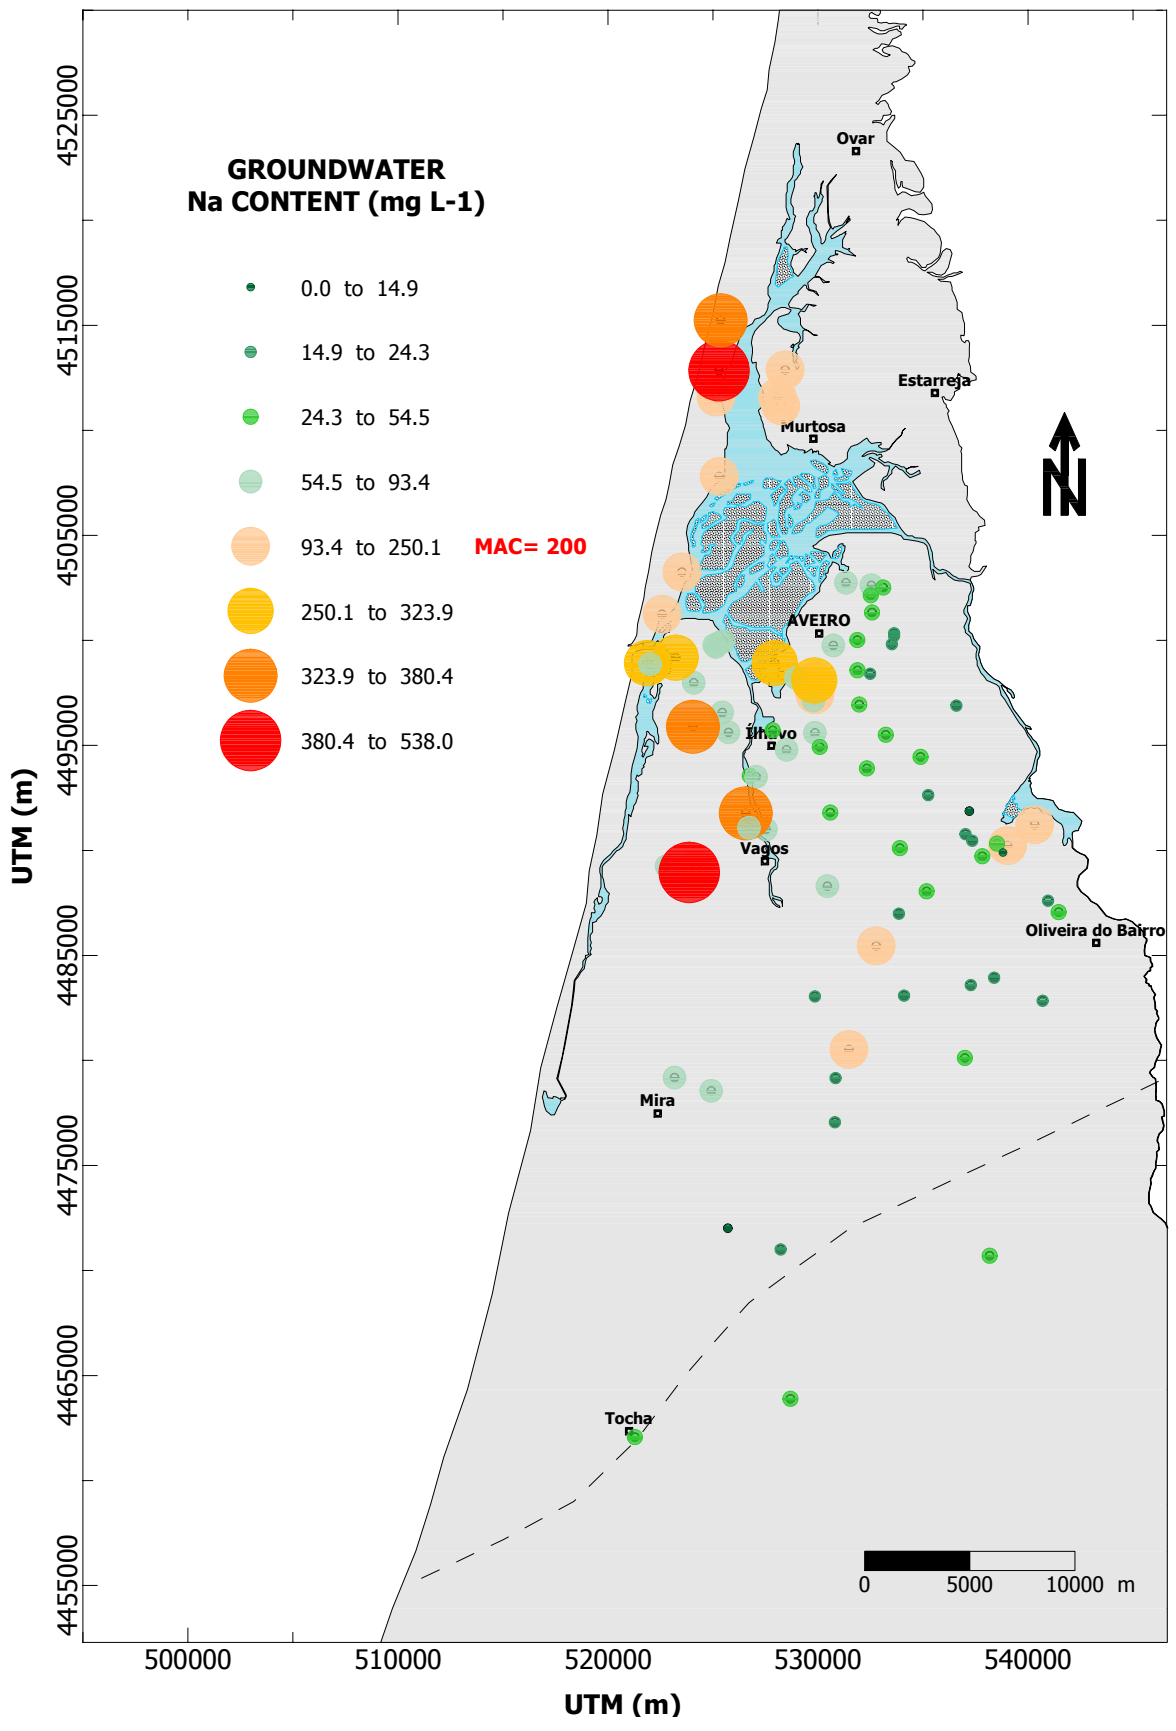 GROUNDWATER
Na CONTENT (mg L-1)
0.0 to 14.9
14.9 to 24.3
24.3 to 54.5
54.5 to 93.4
93.4 to 250.1 MAC= 200
250.1 to 323.9
323.9 to 380.4
380.4 to 538.0
Ovar
Estarreja
Murtosa
N
AVEIRO
Ílhavo
Vagos
Oliveira do Bairro
Mira
Tocha
0 5000 10000 m
UTM (m)
4525000
4515000
4505000
4495000
4485000
4475000
4465000
4455000
500000 510000 520000 530000 540000
UTM (m)